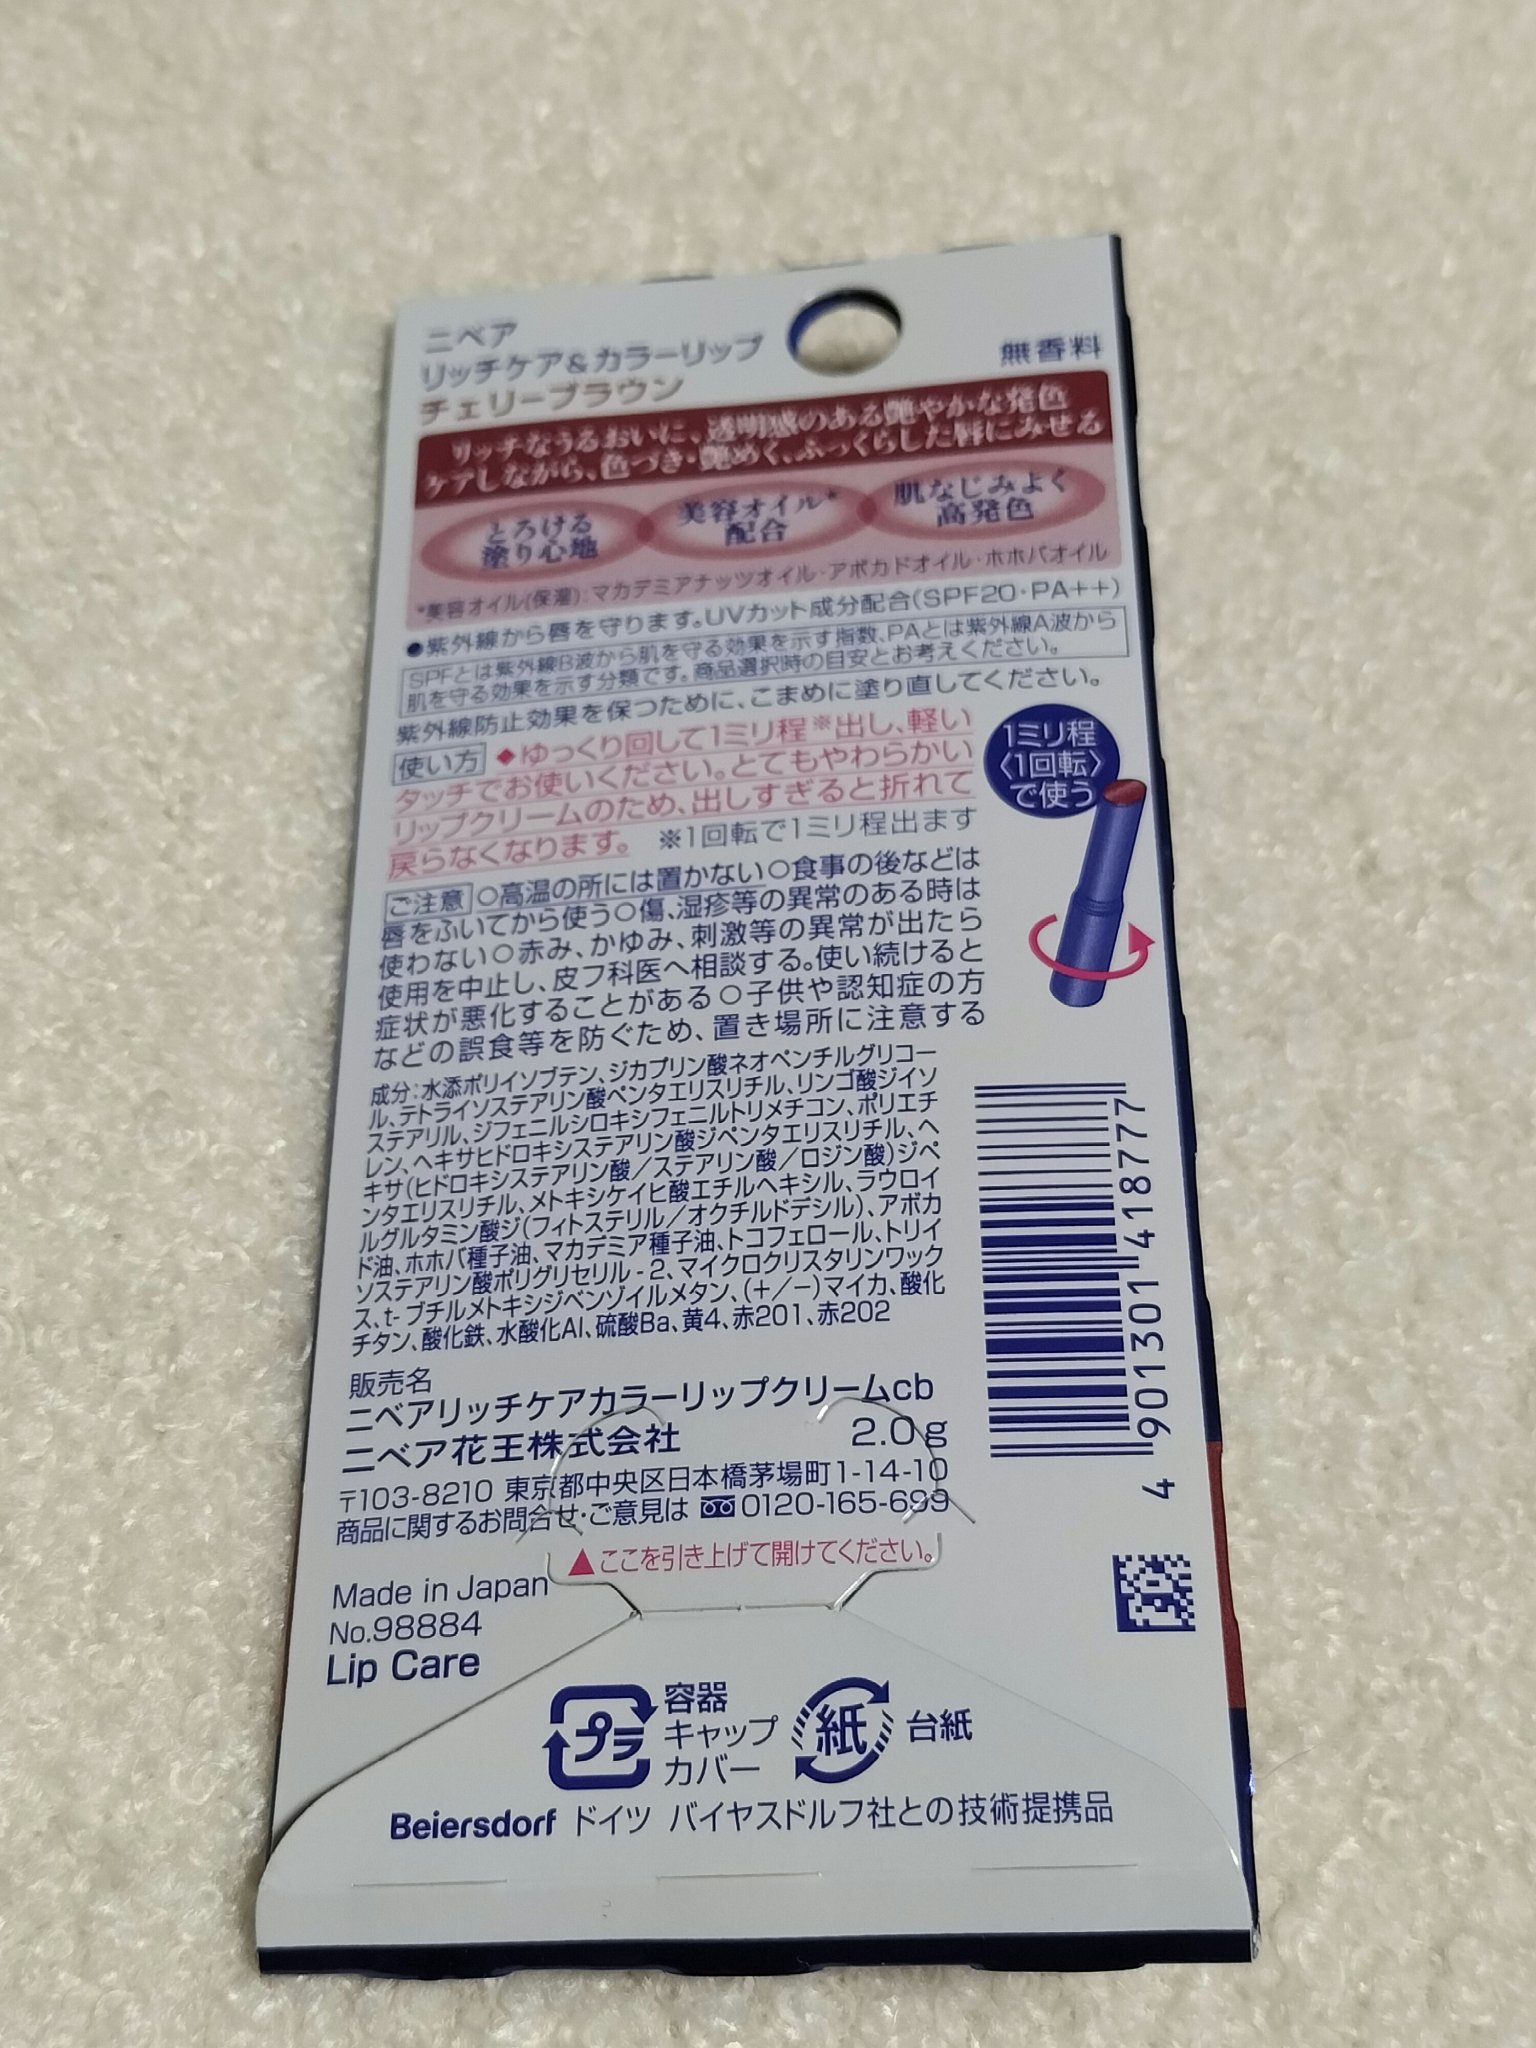 ニベア
リッチケア&カラーリップ
チェリーブラウン
無香料
リッチなうるおいに、透明感のある艶やかな発色
ケアしながら、色づき・艶めく、ふっくらした唇にみせる
とろける
塗り心地
美容オイル*
配合
肌なじみよく
高発色
*美容オイル(保湿):マカデミアナッツオイル・アボカドオイル・ホホバオイル
●紫外線から唇を守ります。UVカット成分配合(SPF20・PA++)
SPFとは紫外線B波から肌を守る効果を示す指数、PAとは紫外線A波から
肌を守る効果を示す分類です。商品選択時の目安とお考えください。
紫外線防止効果を保つために、こまめに塗り直してください。
使い方 ◆ゆっくり回して1ミリ程※出し、軽い
タッチでお使いください。とてもやわらかい
リップクリームのため、出しすぎると折れて
戻らなくなります。 ※1回転で1ミリ程出ます
1ミリ程
〈1回転〉
で使う
ご注意 ○高温の所には置かない○食事の後などは
唇をふいてから使う○傷、湿疹等の異常のある時は
使わない○赤み、かゆみ、刺激等の異常が出たら
使用を中止し、皮フ科医へ相談する。使い続けると
症状が悪化することがある○子供や認知症の方
などの誤食等を防ぐため、置き場所に注意する
成分:水添ポリイソブテン、ジカプリン酸ネオペンチルグリコー
ル、テトライソステアリン酸ペンタエリスリチル、リンゴ酸ジイソ
ステアリル、ジフェニルシロキシフェニルトリメチコン、ポリエチ
レン、ヘキサヒドロキシステアリン酸ジペンタエリスリチル、ヘ
キサ(ヒドロキシステアリン酸/ステアリン酸/ロジン酸)ジペ
ンタエリスリチル、メトキシケイヒ酸エチルヘキシル、ラウロイ
ルグルタミン酸ジ(フィトステリル/オクチルドデシル)、アボカ
ド油、ホホバ種子油、マカデミア種子油、トコフェロール、トリイ
ソステアリン酸ポリグリセリル-2、マイクロクリスタリンワック
ス、t-ブチルメトキシジベンゾイルメタン、(+/−)マイカ、酸化
チタン、酸化鉄、水酸化Al、硫酸Ba、黄4、赤201、赤202
4 901301 418777
販売名
ニベアリッチケアカラーリップクリームcb
ニベア花王株式会社 2.0g
〒103-8210 東京都中央区日本橋茅場町1-14-10
商品に関するお問合せ・ご意見は 0120-165-699
▲ここを引き上げて開けてください。
Made in Japan
No.98884
Lip Care
プラ
容器
キャップ
カバー
紙
台紙
Beiersdorf ドイツ バイヤスドルフ社との技術提携品